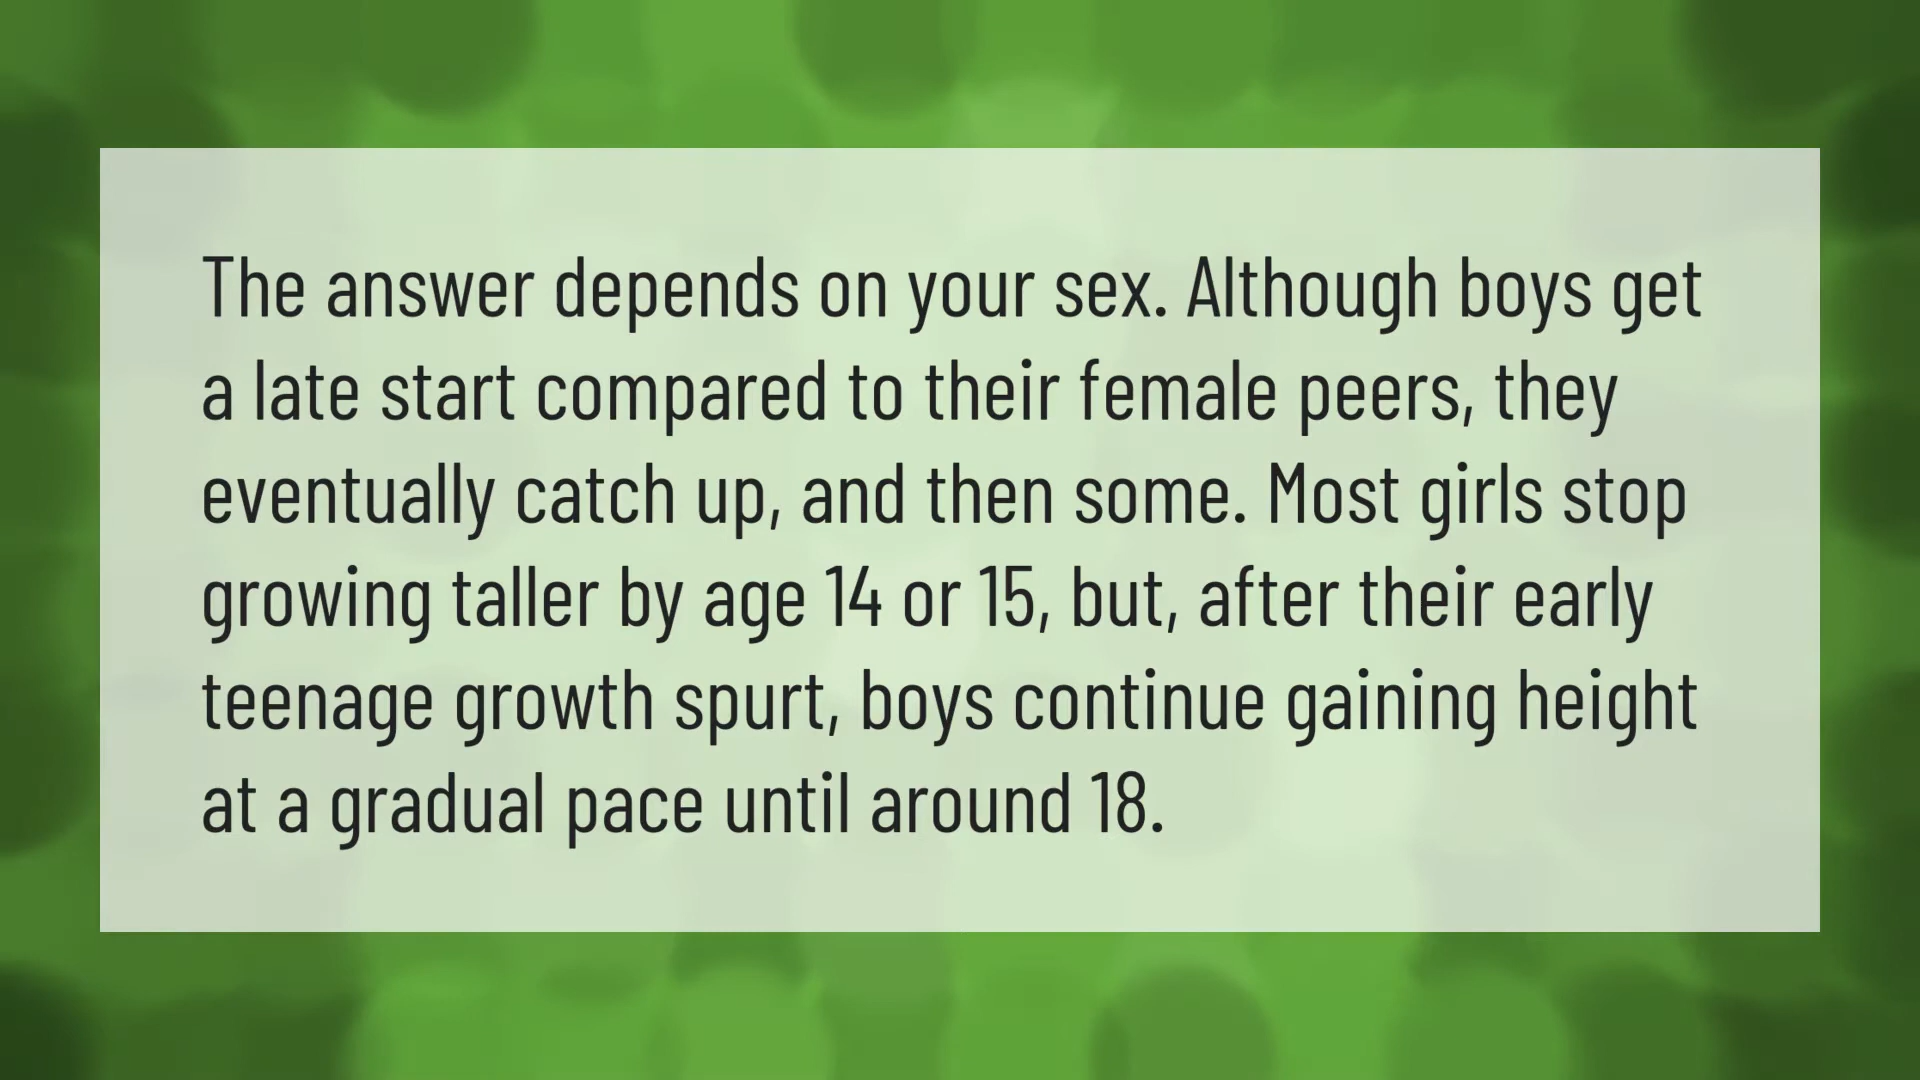 The answer depends on your sex. Although boys get
a late start compared to their female peers, they
eventually catch up, and then some. Most girls stop
growing taller by age 14 or 15, but, after their early
teenage growth spurt, boys continue gaining height
at a gradual pace until around 18.